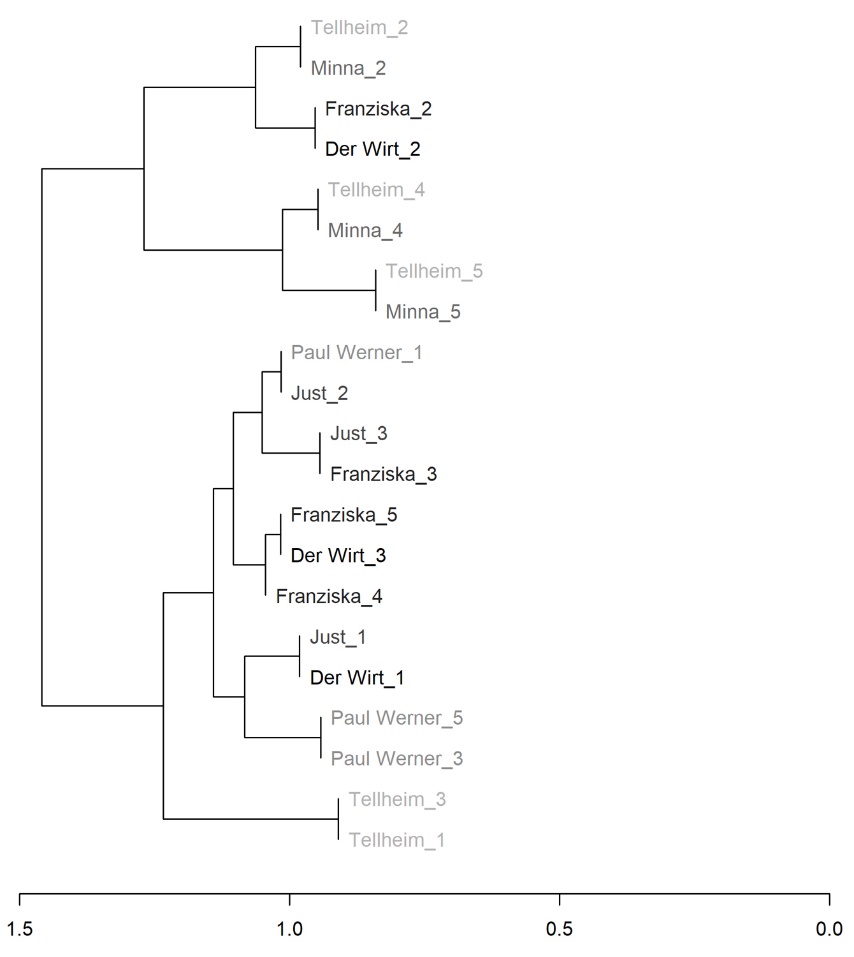 Tellheim_2
Minna_2
Franziska_2
Der Wirt_2
Tellheim_4
Minna_4
Tellheim_5
Minna_5
Paul Werner_1
Just_2
Just_3
Franziska_3
Franziska_5
Der Wirt_3
Franziska_4
Just_1
Der Wirt_1
Paul Werner_5
Paul Werner_3
Tellheim_3
Tellheim_1
1.5 1.0 0.5 0.0